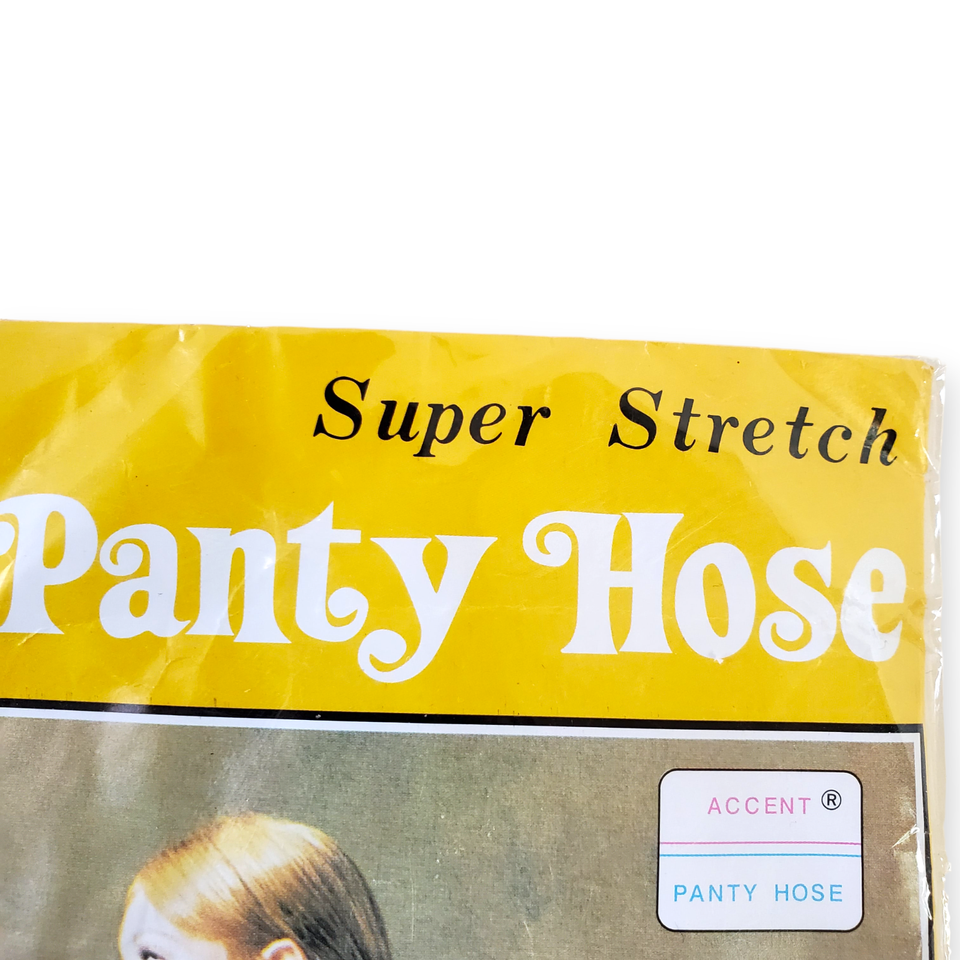 Super Stretch
Panty Hose
ACCENT ®
PANTY HOSE